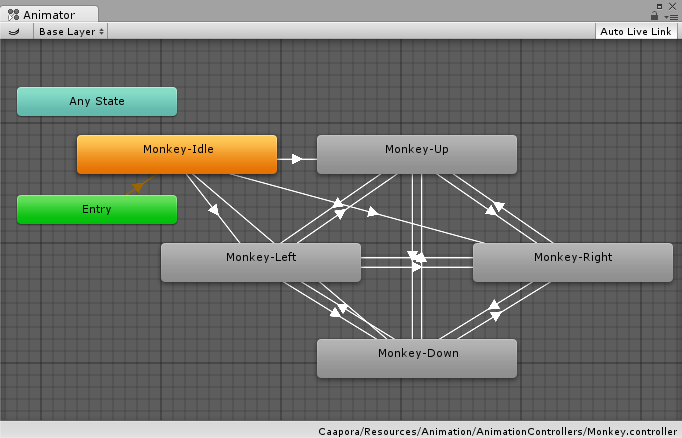 Animator
Base Layer
Auto Live Link
Any State
Monkey-Idle
Monkey-Up
Entry
Monkey-Left
Monkey-Right
Monkey-Down
Caapora/Resources/Animation/AnimationControllers/Monkey.controller